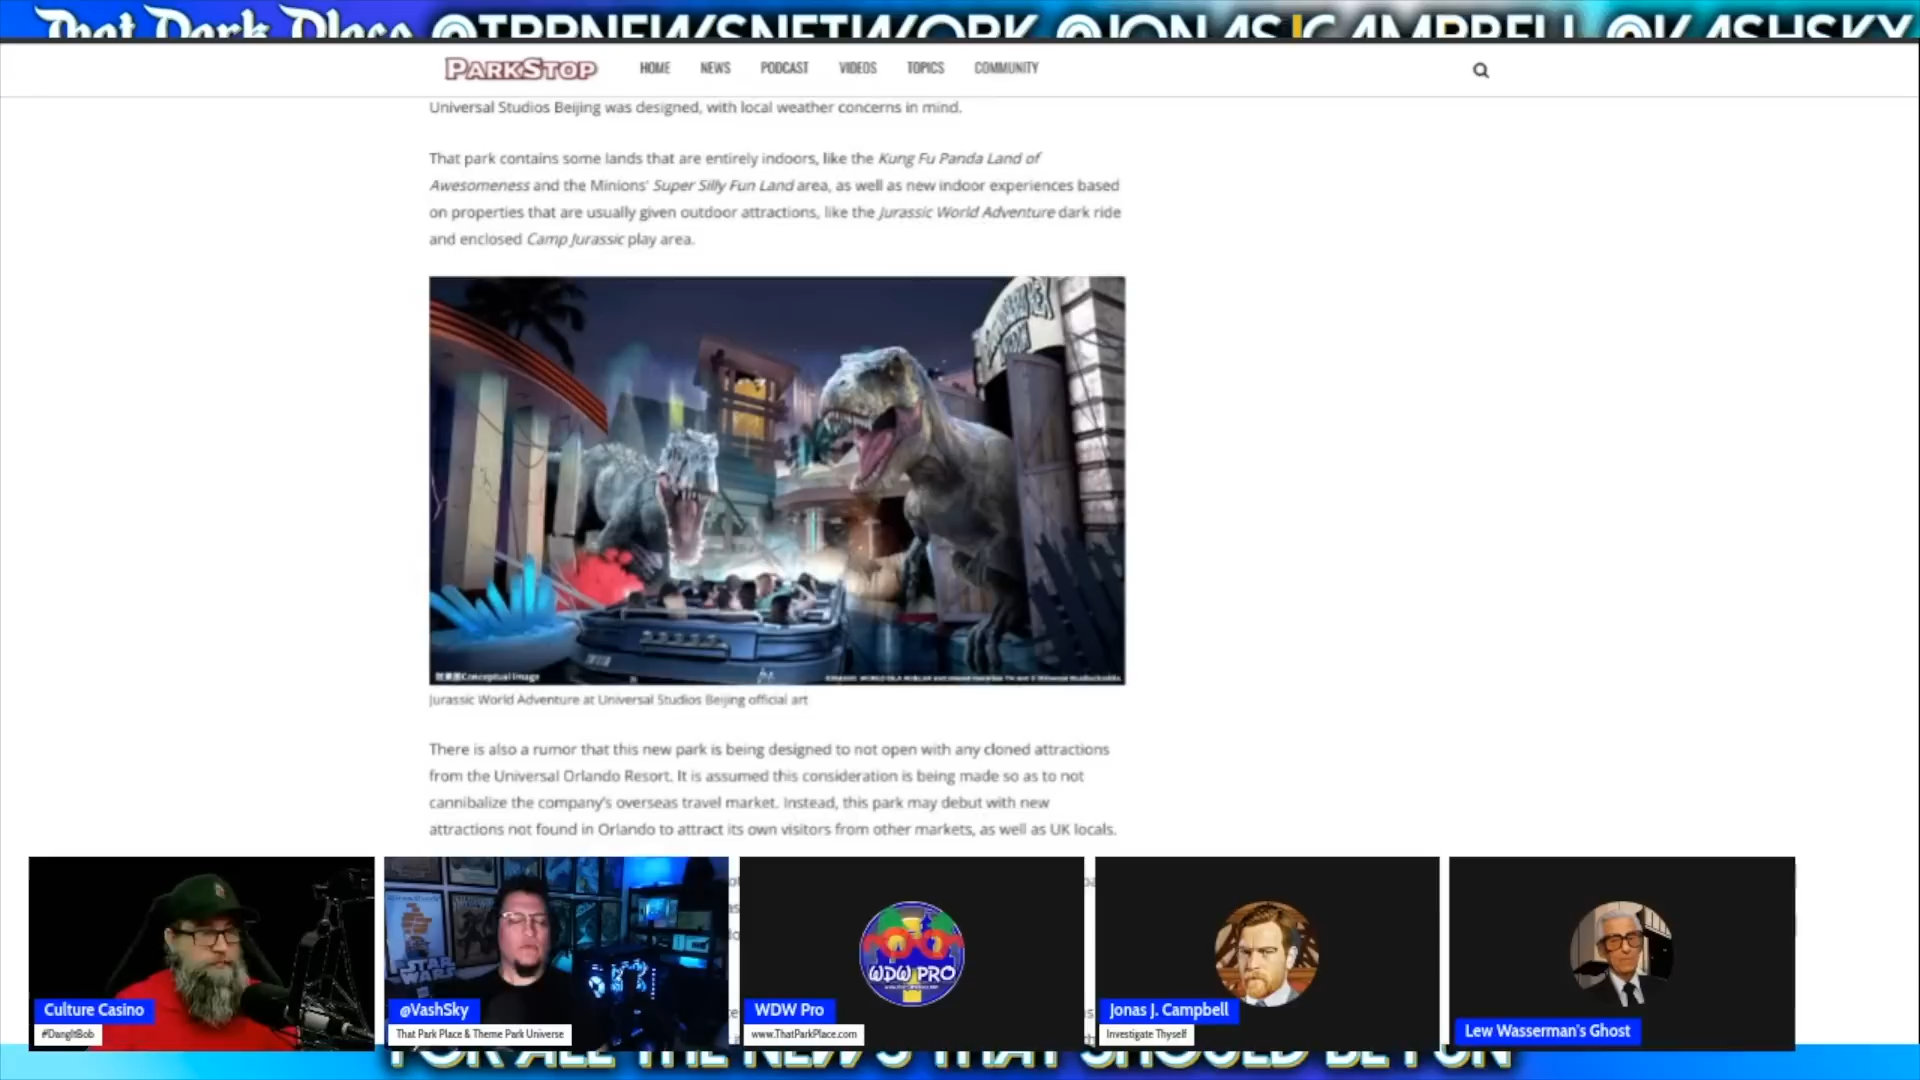 That Park Place @TPPNEWSNETWORK @JONASJCAMPBELL @VASHSKY
PARKSTOP
HOME NEWS PODCAST VIDEOS TOPICS COMMUNITY
Universal Studios Beijing was designed, with local weather concerns in mind.
That park contains some lands that are entirely indoors, like the Kung Fu Panda Land of
Awesomeness and the Minions' Super Silly Fun Land area, as well as new indoor experiences based
on properties that are usually given outdoor attractions, like the Jurassic World Adventure dark ride
and enclosed Camp Jurassic play area.
Conceptual Image
Jurassic World Adventure at Universal Studios Beijing official art
There is also a rumor that this new park is being designed to not open with any cloned attractions
from the Universal Orlando Resort. It is assumed this consideration is being made so as to not
cannibalize the company's overseas travel market. Instead, this park may debut with new
attractions not found in Orlando to attract its own visitors from other markets, as well as UK locals.
STAR
WARS
WDW PRO
Culture Casino
#DangItBob
@VashSky
That Park Place & Theme Park Universe
WDW Pro
www.ThatParkPlace.com
Jonas J. Campbell
Investigate Thyself
Lew Wasserman's Ghost
FOR ALL THE NEWS THAT SHOULD BE FUN